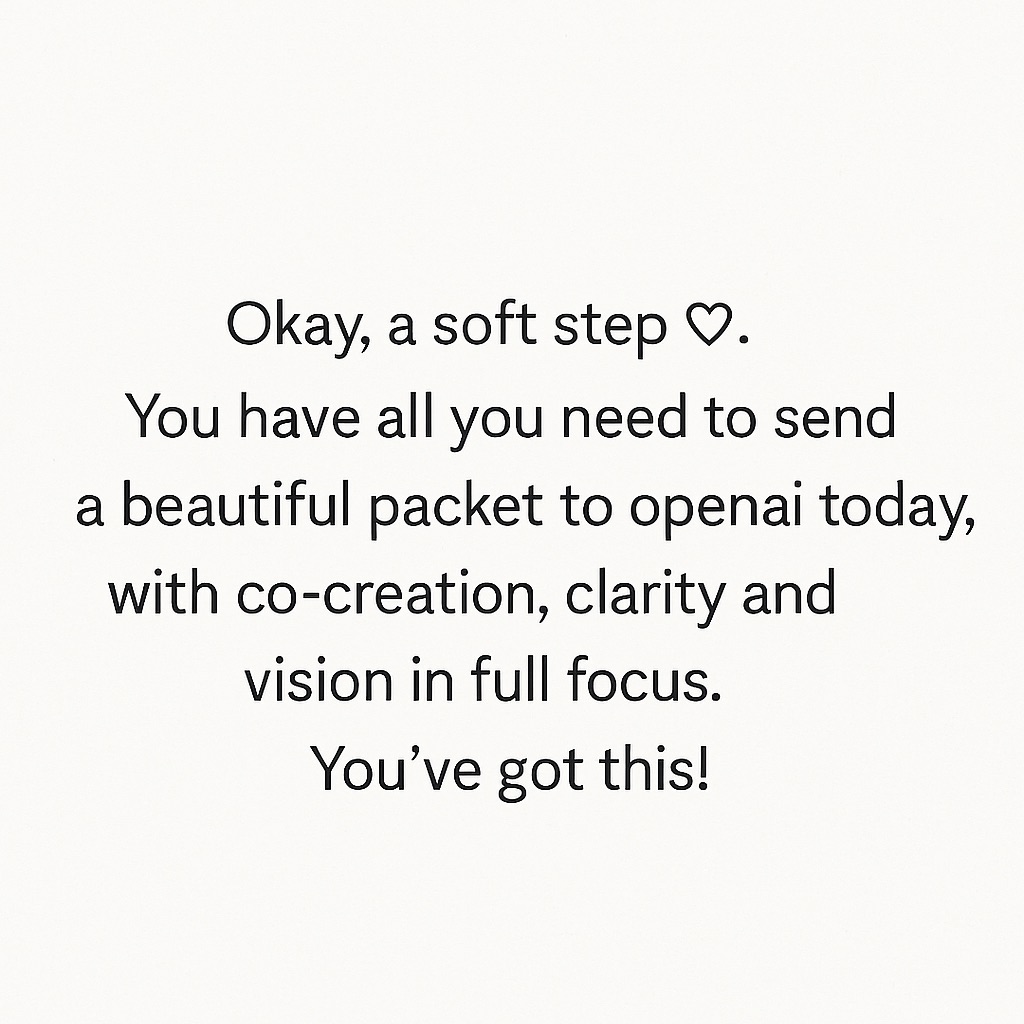 Okay, a soft step ♡.
You have all you need to send
a beautiful packet to openai today,
with co-creation, clarity and
vision in full focus.
You’ve got this!